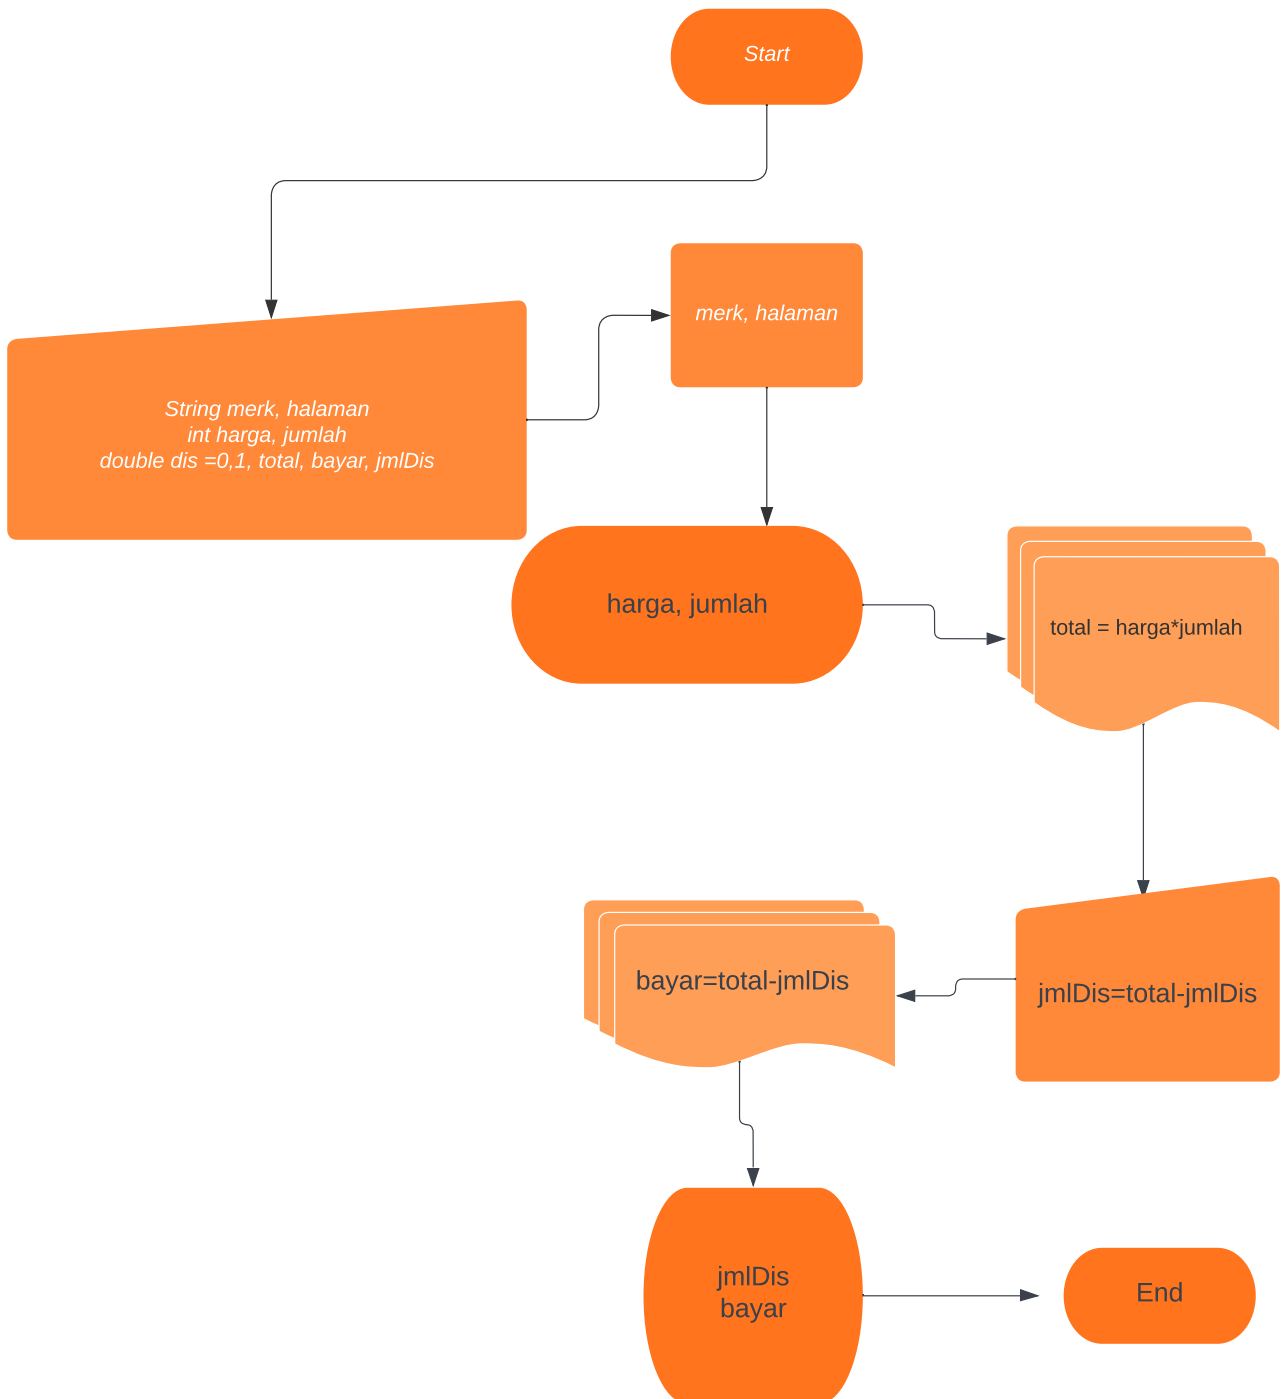 Start
merk, halaman
String merk, halaman
int harga, jumlah
double dis =0,1, total, bayar, jmlDis
harga, jumlah
total = harga*jumlah
bayar=total-jmlDis
jmlDis=total-jmlDis
jmlDis
bayar
End